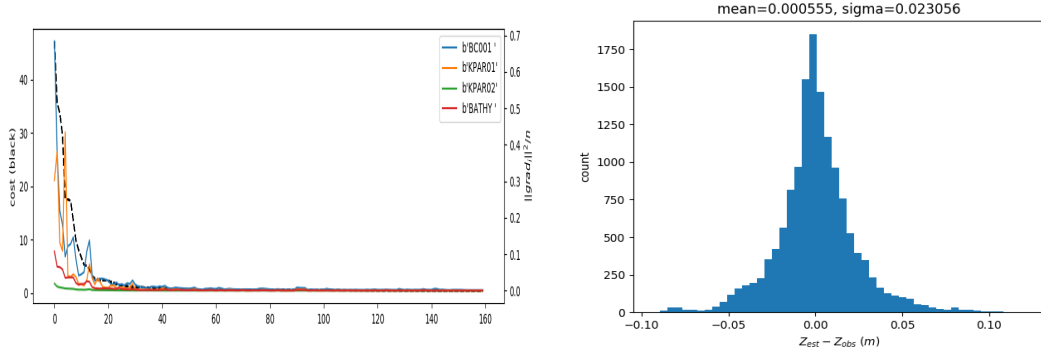 mean=0.000555, sigma=0.023056
b'BC001 '
b'KPAR01'
b'KPAR02'
b'BATHY '
cost (black)
||grad_i||²/n
40
30
20
10
0
0.7
0.6
0.5
0.4
0.3
0.2
0.1
0.0
0 20 40 60 80 100 120 140 160
count
1750
1500
1250
1000
750
500
250
0
−0.10 −0.05 0.00 0.05 0.10
Z_est − Z_obs (m)